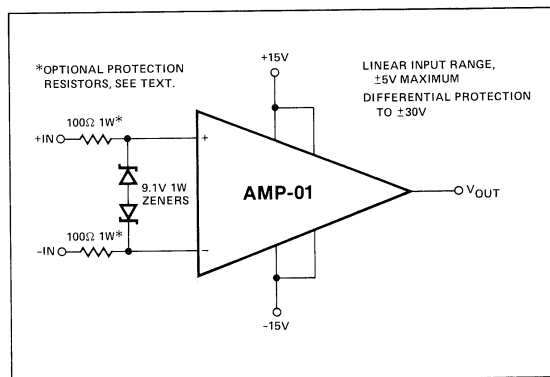 *OPTIONAL PROTECTION
RESISTORS, SEE TEXT.
+15V
LINEAR INPUT RANGE,
±5V MAXIMUM
DIFFERENTIAL PROTECTION
TO ±30V
100Ω 1W*
+IN
+
9.1V 1W
ZENERS
AMP-01
VOUT
100Ω 1W*
-IN
−
-15V